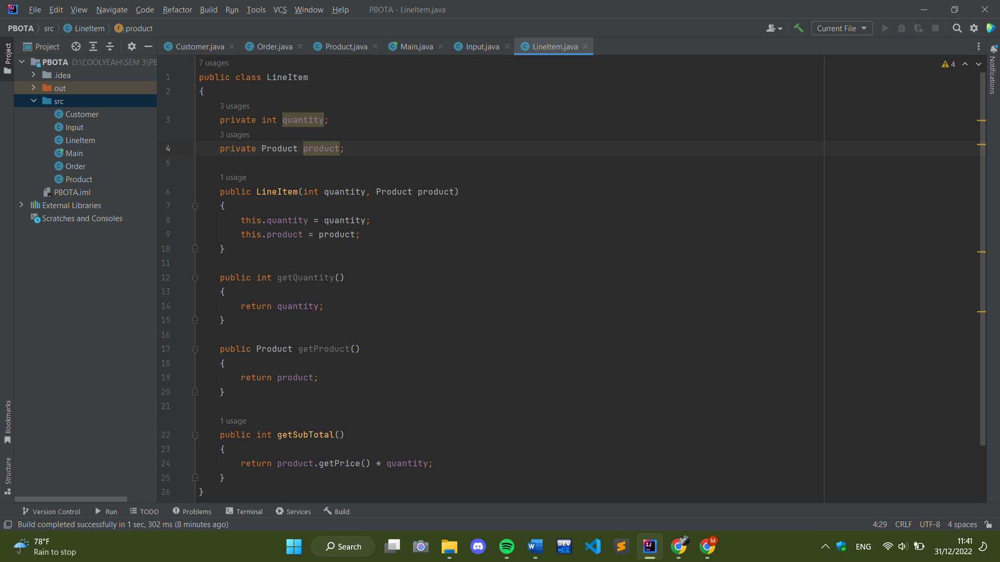 File Edit View Navigate Code Refactor Build Run Tools VCS Window Help PBOTA - LineItem.java
PBOTA src LineItem product Current File
Project Customer.java Order.java Product.java Main.java Input.java LineItem.java
Project
Notifications
Bookmarks
Structure
PBOTA D:\COOLYEAH\SEM 3\PB
.idea
out
src
Customer
Input
LineItem
Main
Order
Product
PBOTA.iml
External Libraries
Scratches and Consoles
4
7 usages
1 public class LineItem
2 {
3 usages
3 private int quantity;
3 usages
4 private Product product;
5
1 usage
6 public LineItem(int quantity, Product product)
7 {
8 this.quantity = quantity;
9 this.product = product;
10 }
11
12 public int getQuantity()
13 {
14 return quantity;
15 }
16
17 public Product getProduct()
18 {
19 return product;
20 }
21
1 usage
22 public int getSubTotal()
23 {
24 return product.getPrice() * quantity;
25 }
26 }
Version Control Run TODO Problems Terminal Services Build
Build completed successfully in 1 sec, 302 ms (8 minutes ago) 4:29 CRLF UTF-8 4 spaces
78°F
Rain to stop
Search
DEV
C++
M
ENG
11:41
31/12/2022